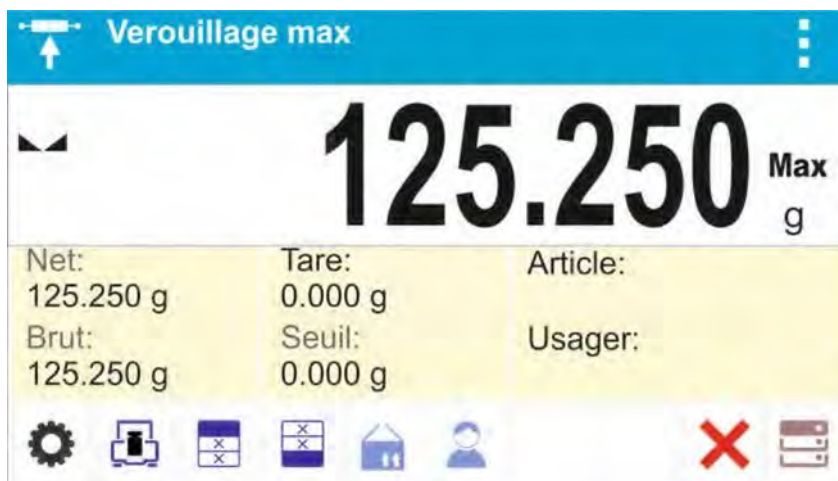 Verouillage max
125.250 Max g
Net: Tare: Article:
125.250 g 0.000 g
Brut: Seuil: Usager:
125.250 g 0.000 g